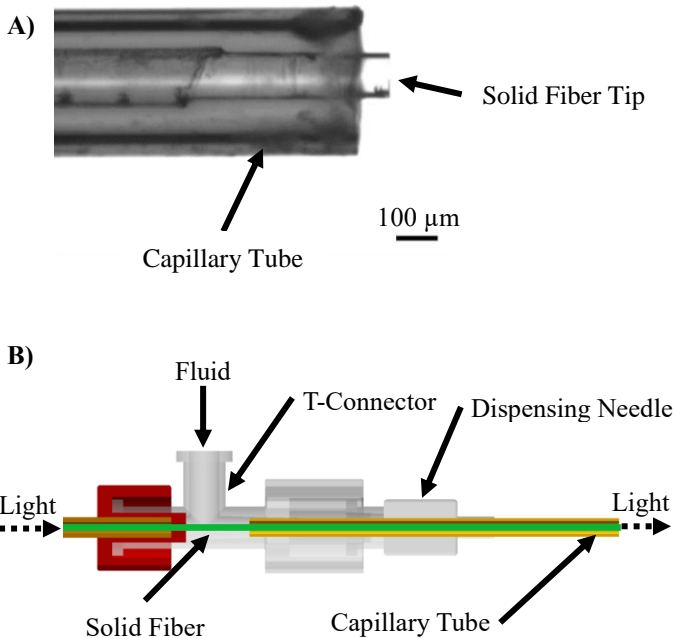 A)
Solid Fiber Tip
100 µm
Capillary Tube
B)
Fluid
T-Connector
Dispensing Needle
Light
Light
Solid Fiber
Capillary Tube